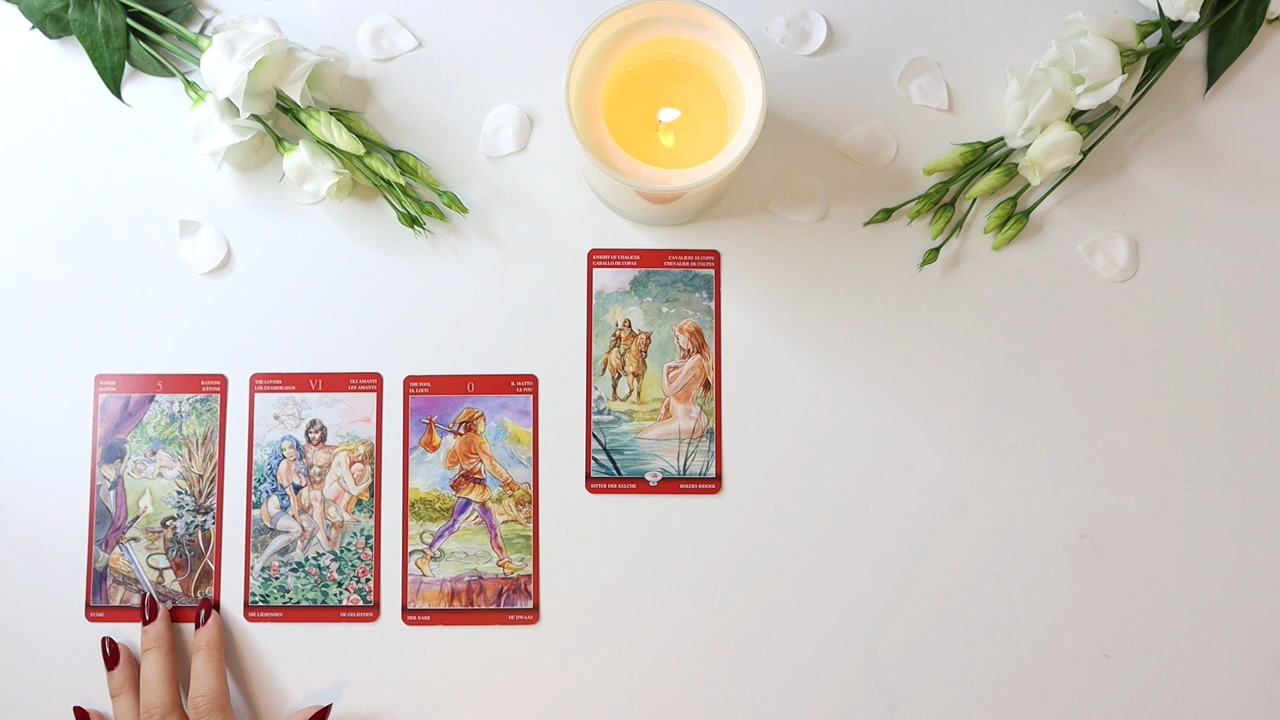 KNIGHT OF CHALICES CAVALIERE DI COPPE
CABALLO DE COPAS CHEVALIER DE COUPES
RITTER DER KELCHE BEKERS RIDDER
WANDS 5 BASTONI
BASTOS BÂTONS
STÄBE
THE LOVERS VI GLI AMANTI
LOS ENAMORADOS LES AMANTS
DIE LIEBENDEN DE GELIEFDEN
THE FOOL 0 IL MATTO
EL LOCO LE FOU
DER NARR DE DWAAS